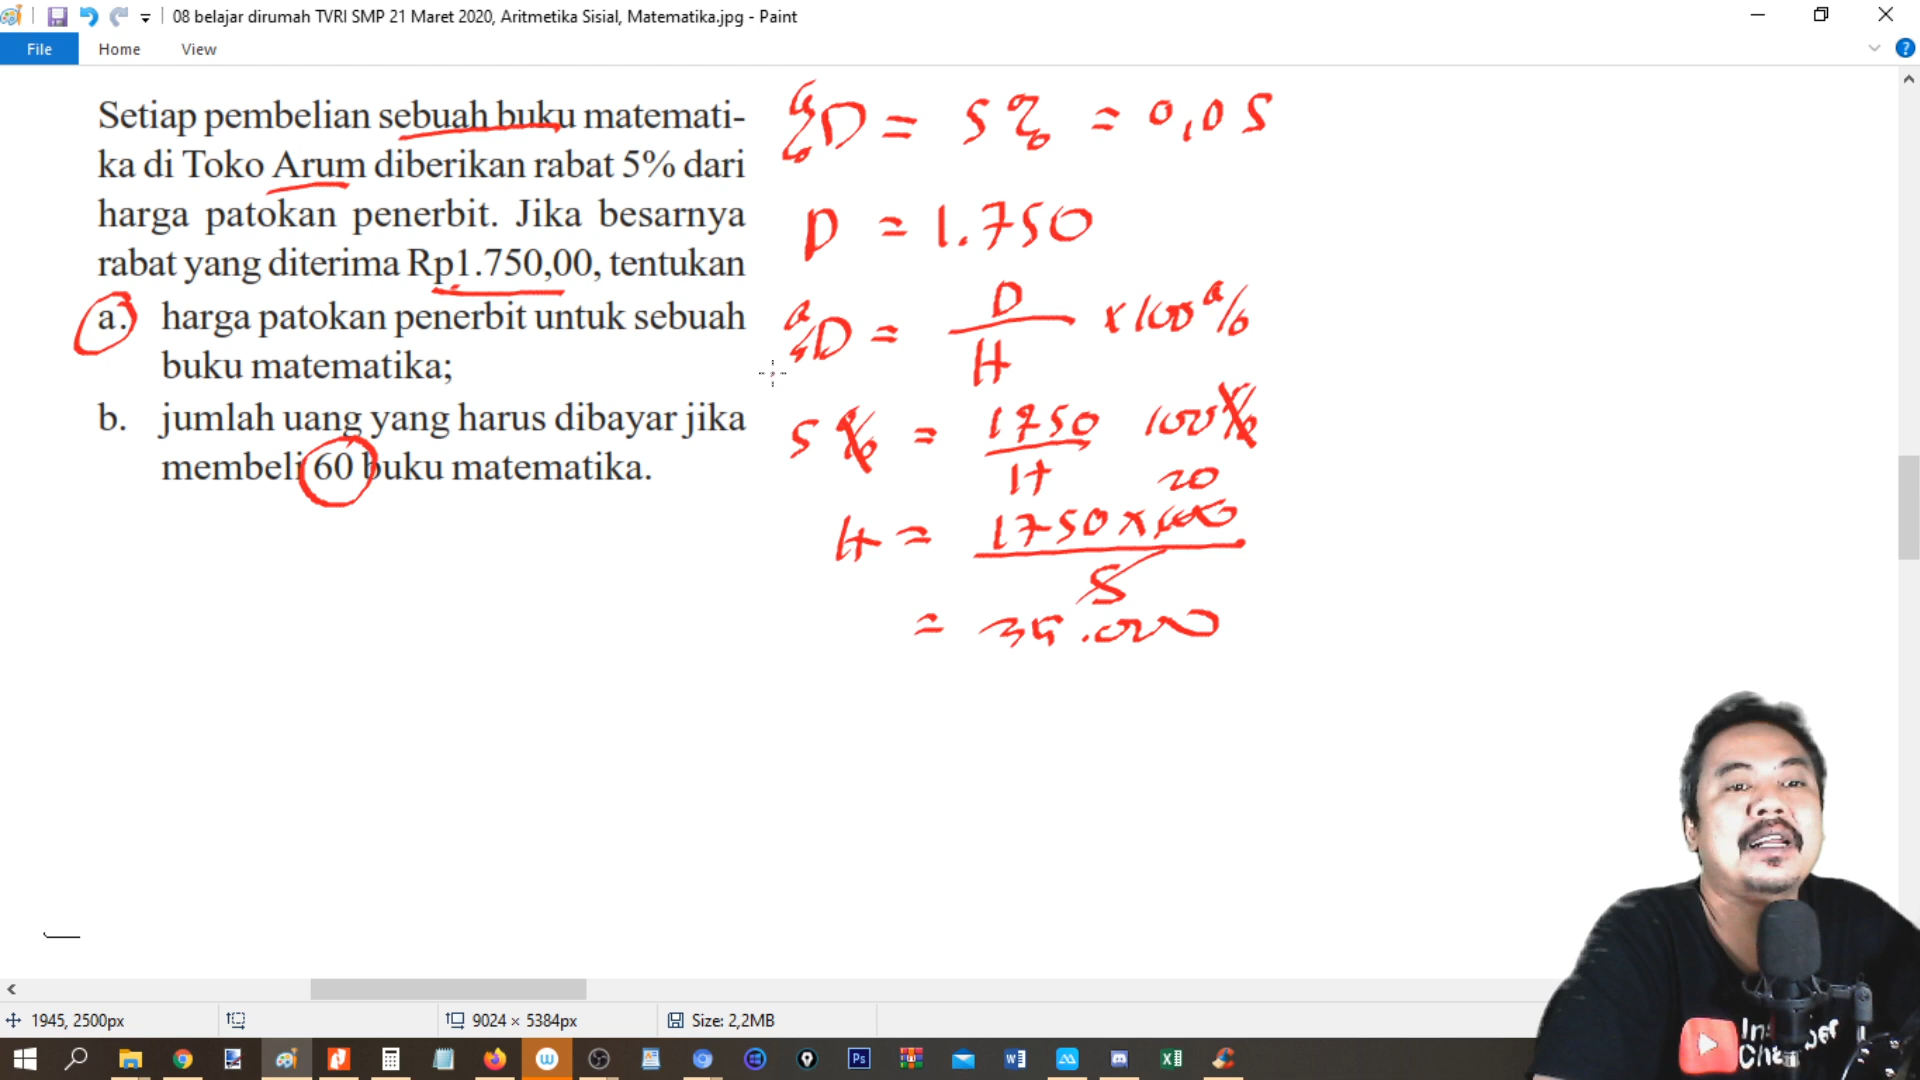 08 belajar dirumah TVRI SMP 21 Maret 2020, Aritmetika Sisial, Matematika.jpg - Paint
File Home View
Setiap pembelian sebuah buku matemati-
ka di Toko Arum diberikan rabat 5% dari
harga patokan penerbit. Jika besarnya
rabat yang diterima Rp1.750,00, tentukan
a. harga patokan penerbit untuk sebuah
buku matematika;
b. jumlah uang yang harus dibayar jika
membeli 60 buku matematika.
%D = 5% = 0,05
D = 1.750
%D = D/H × 100%
5% = 1750/H 100%
20
H = 1750 × 100 / 5
= 35.000
1945, 2500px
9024 × 5384px
Size: 2,2MB